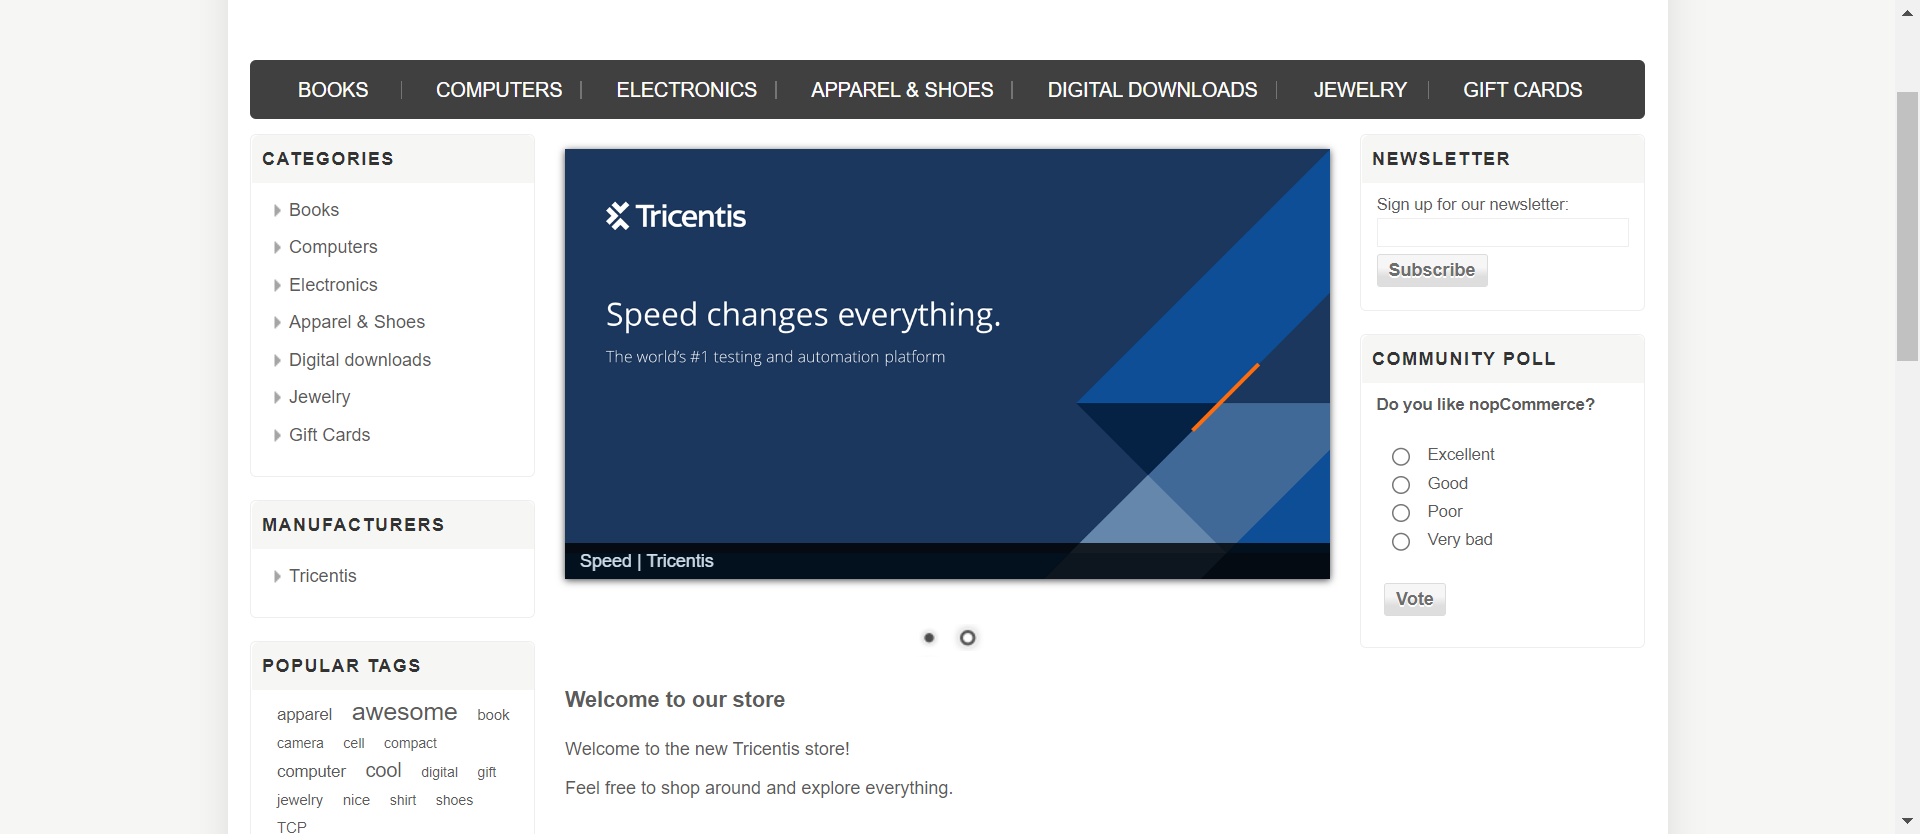 BOOKS COMPUTERS ELECTRONICS APPAREL & SHOES DIGITAL DOWNLOADS JEWELRY GIFT CARDS
CATEGORIES
Books
Computers
Electronics
Apparel & Shoes
Digital downloads
Jewelry
Gift Cards
MANUFACTURERS
Tricentis
POPULAR TAGS
apparel awesome book
camera cell compact
computer cool digital gift
jewelry nice shirt shoes
TCP
Tricentis
Speed changes everything.
The world's #1 testing and automation platform
Speed | Tricentis
Welcome to our store
Welcome to the new Tricentis store!
Feel free to shop around and explore everything.
NEWSLETTER
Sign up for our newsletter:
Subscribe
COMMUNITY POLL
Do you like nopCommerce?
Excellent
Good
Poor
Very bad
Vote